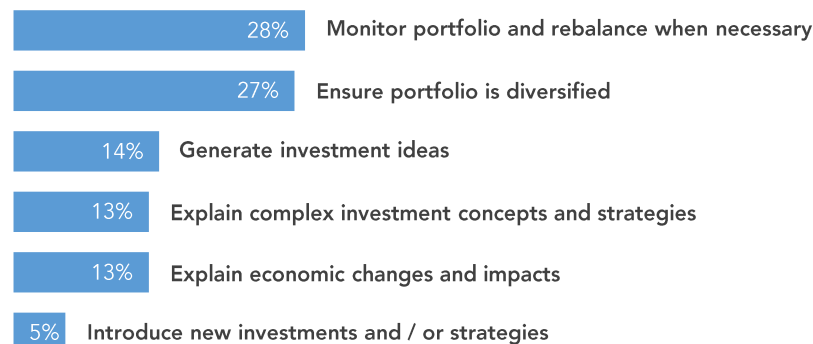 28% Monitor portfolio and rebalance when necessary
27% Ensure portfolio is diversified
14% Generate investment ideas
13% Explain complex investment concepts and strategies
13% Explain economic changes and impacts
5% Introduce new investments and / or strategies